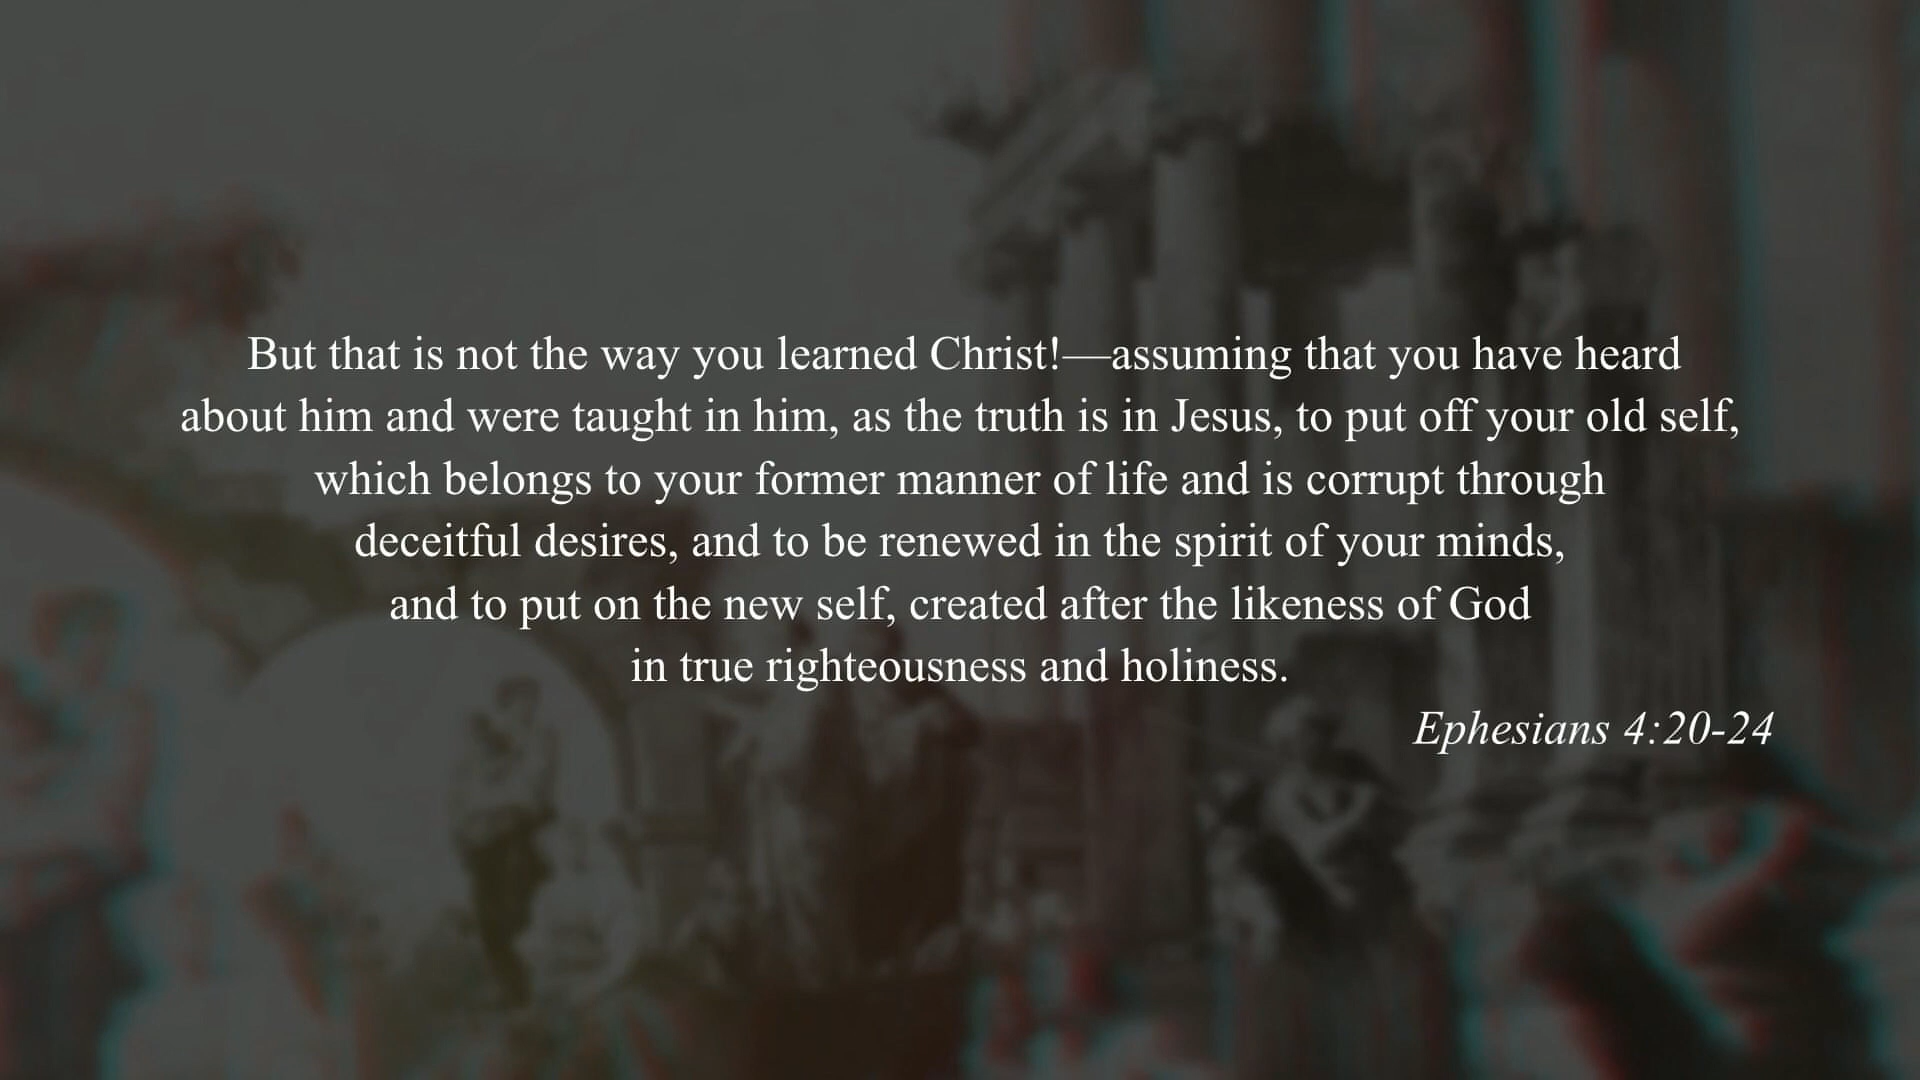 But that is not the way you learned Christ!—assuming that you have heard
about him and were taught in him, as the truth is in Jesus, to put off your old self,
which belongs to your former manner of life and is corrupt through
deceitful desires, and to be renewed in the spirit of your minds,
and to put on the new self, created after the likeness of God
in true righteousness and holiness.
Ephesians 4:20-24